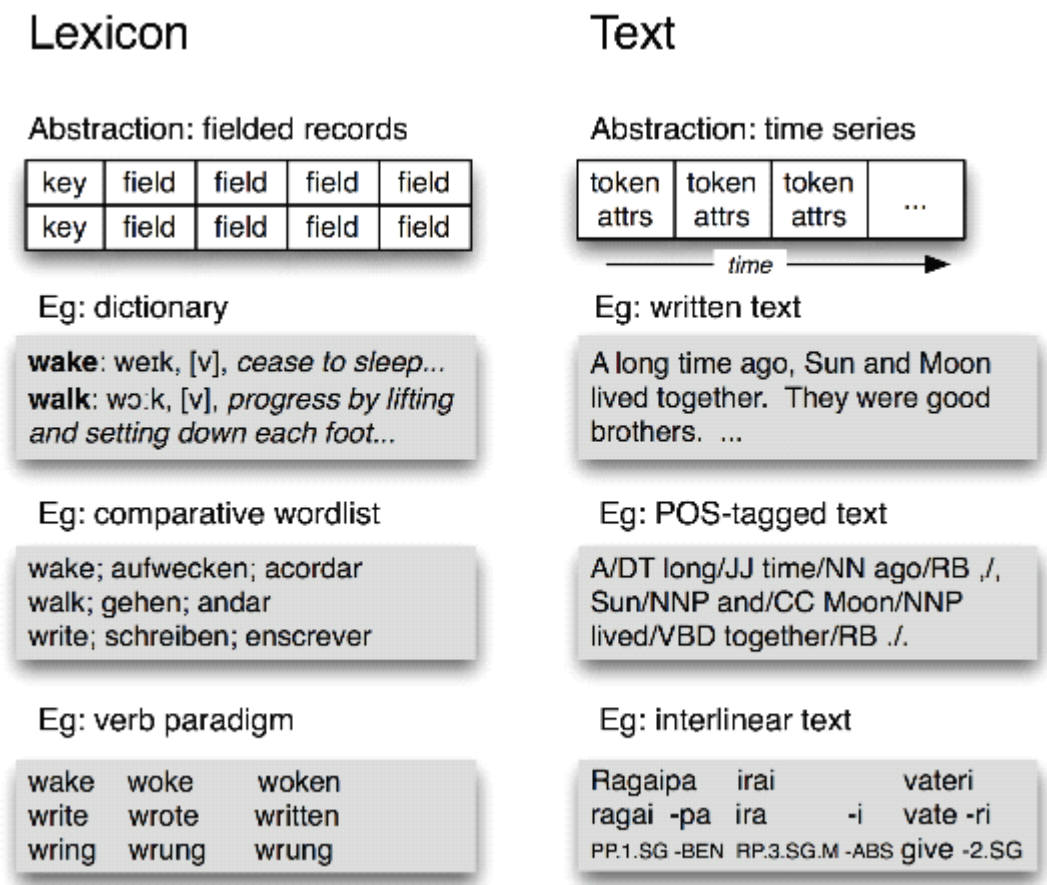 Lexicon
Abstraction: fielded records
key field field field field
key field field field field
Eg: dictionary
wake: weɪk, [v], cease to sleep...
walk: wɔːk, [v], progress by lifting
and setting down each foot...
Eg: comparative wordlist
wake; aufwecken; acordar
walk; gehen; andar
write; schreiben; enscrever
Eg: verb paradigm
wake woke woken
write wrote written
wring wrung wrung
Text
Abstraction: time series
token token token ...
attrs attrs attrs
time
Eg: written text
A long time ago, Sun and Moon
lived together. They were good
brothers. ...
Eg: POS-tagged text
A/DT long/JJ time/NN ago/RB ,/,
Sun/NNP and/CC Moon/NNP
lived/VBD together/RB ./.
Eg: interlinear text
Ragaipa irai vateri
ragai -pa ira -i vate -ri
PP.1.SG -BEN RP.3.SG.M -ABS give -2.SG